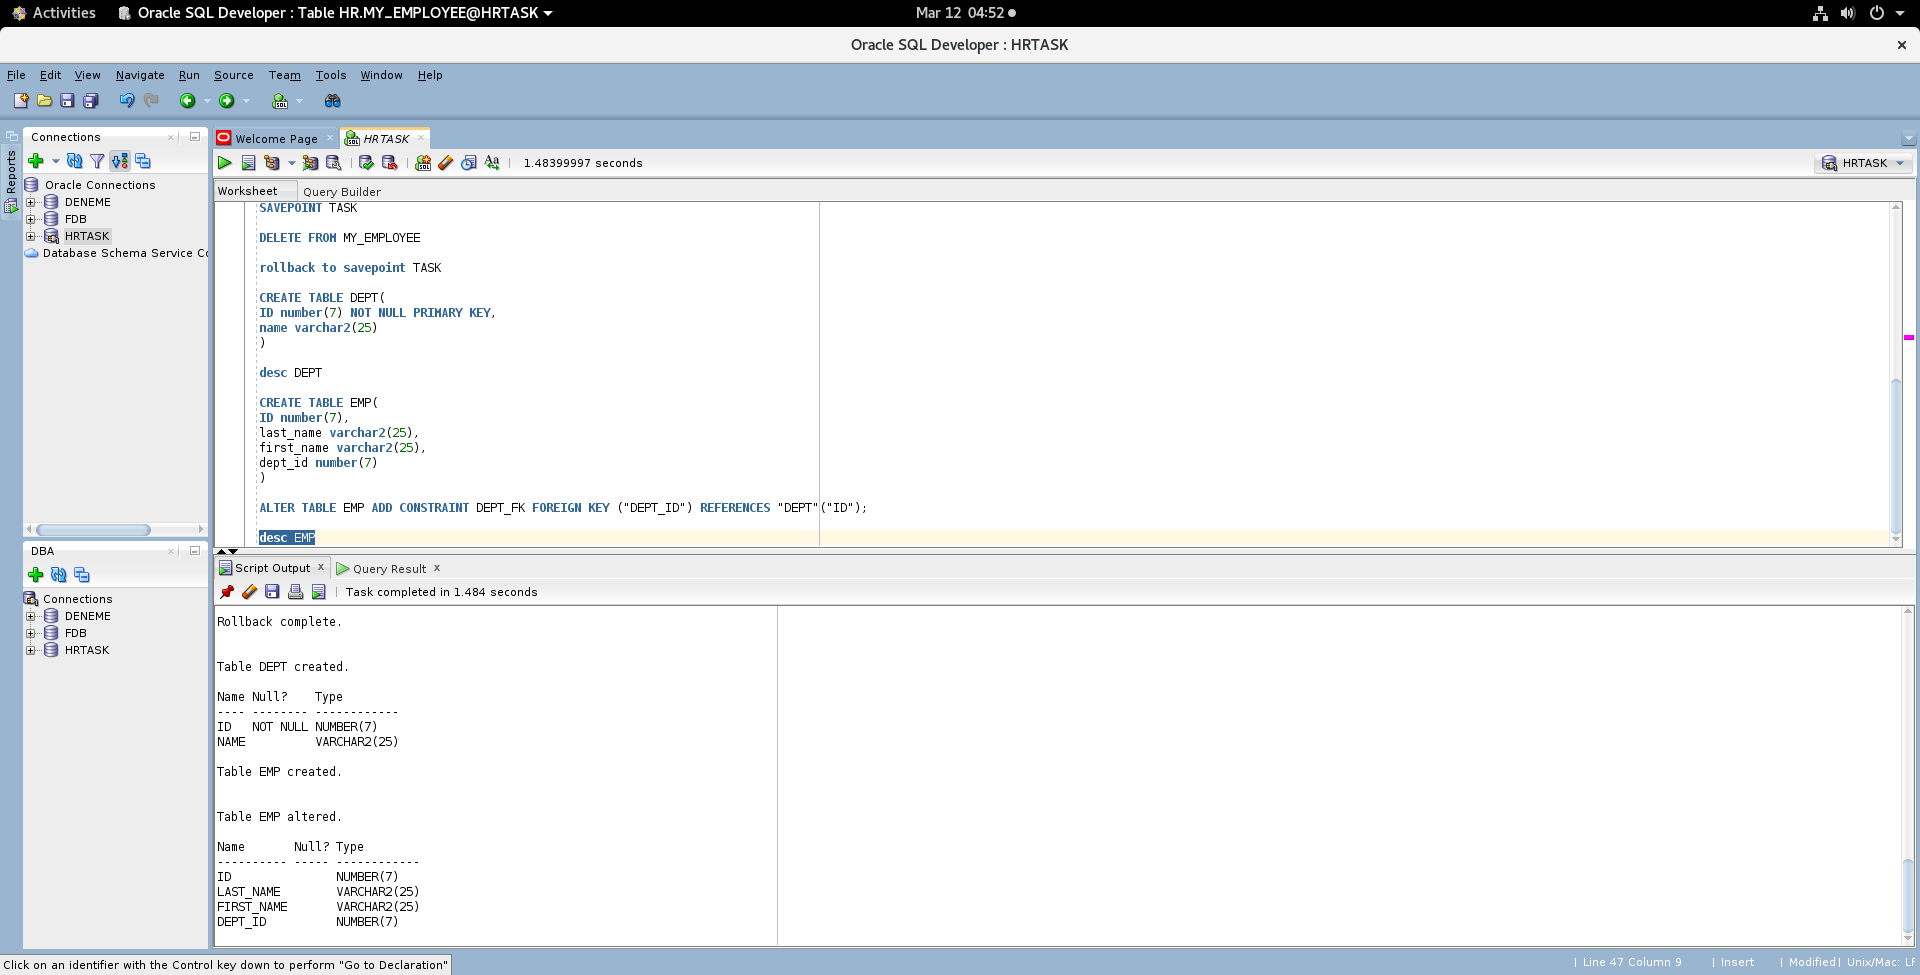 Activities
Oracle SQL Developer : Table HR.MY_EMPLOYEE@HRTASK
Mar 12 04:52
Oracle SQL Developer : HRTASK
File Edit View Navigate Run Source Team Tools Window Help
Reports
Connections
Oracle Connections
DENEME
FDB
HRTASK
Database Schema Service Co
Welcome Page
HRTASK
1.48399997 seconds
HRTASK
Worksheet
Query Builder
SAVEPOINT TASK
DELETE FROM MY_EMPLOYEE
rollback to savepoint TASK
CREATE TABLE DEPT(
ID number(7) NOT NULL PRIMARY KEY,
name varchar2(25)
)
desc DEPT
CREATE TABLE EMP(
ID number(7),
last_name varchar2(25),
first_name varchar2(25),
dept_id number(7)
)
ALTER TABLE EMP ADD CONSTRAINT DEPT_FK FOREIGN KEY ("DEPT_ID") REFERENCES "DEPT"("ID");
desc EMP
DBA
Connections
DENEME
FDB
HRTASK
Script Output x
Query Result x
Task completed in 1.484 seconds
Rollback complete.
Table DEPT created.
Name Null?    Type
---- -------- ------------
ID   NOT NULL NUMBER(7)
NAME          VARCHAR2(25)
Table EMP created.
Table EMP altered.
Name       Null? Type
---------- ----- ------------
ID               NUMBER(7)
LAST_NAME        VARCHAR2(25)
FIRST_NAME       VARCHAR2(25)
DEPT_ID          NUMBER(7)
Click on an identifier with the Control key down to perform "Go to Declaration"
| Line 47 Column 9 | Insert | Modified | Unix/Mac: LF